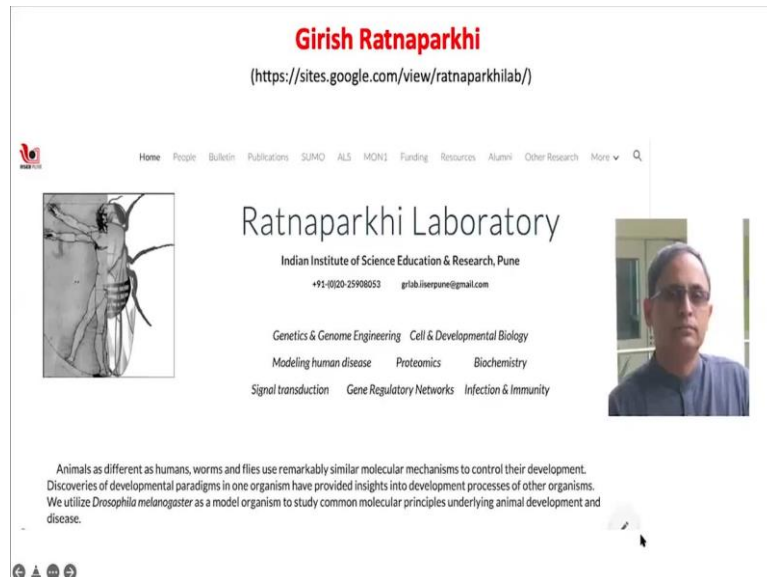 Girish Ratnaparkhi
(https://sites.google.com/view/ratnaparkhilab/)
Home People Bulletin Publications SUMO ALS MON1 Funding Resources Alumni Other Research More
IISER PUNE
Ratnaparkhi Laboratory
Indian Institute of Science Education & Research, Pune
+91-(0)20-25908053 grlab.iiserpune@gmail.com
Genetics & Genome Engineering Cell & Developmental Biology
Modeling human disease Proteomics Biochemistry
Signal transduction Gene Regulatory Networks Infection & Immunity
Animals as different as humans, worms and flies use remarkably similar molecular mechanisms to control their development.
Discoveries of developmental paradigms in one organism have provided insights into development processes of other organisms.
We utilize Drosophila melanogaster as a model organism to study common molecular principles underlying animal development and
disease.